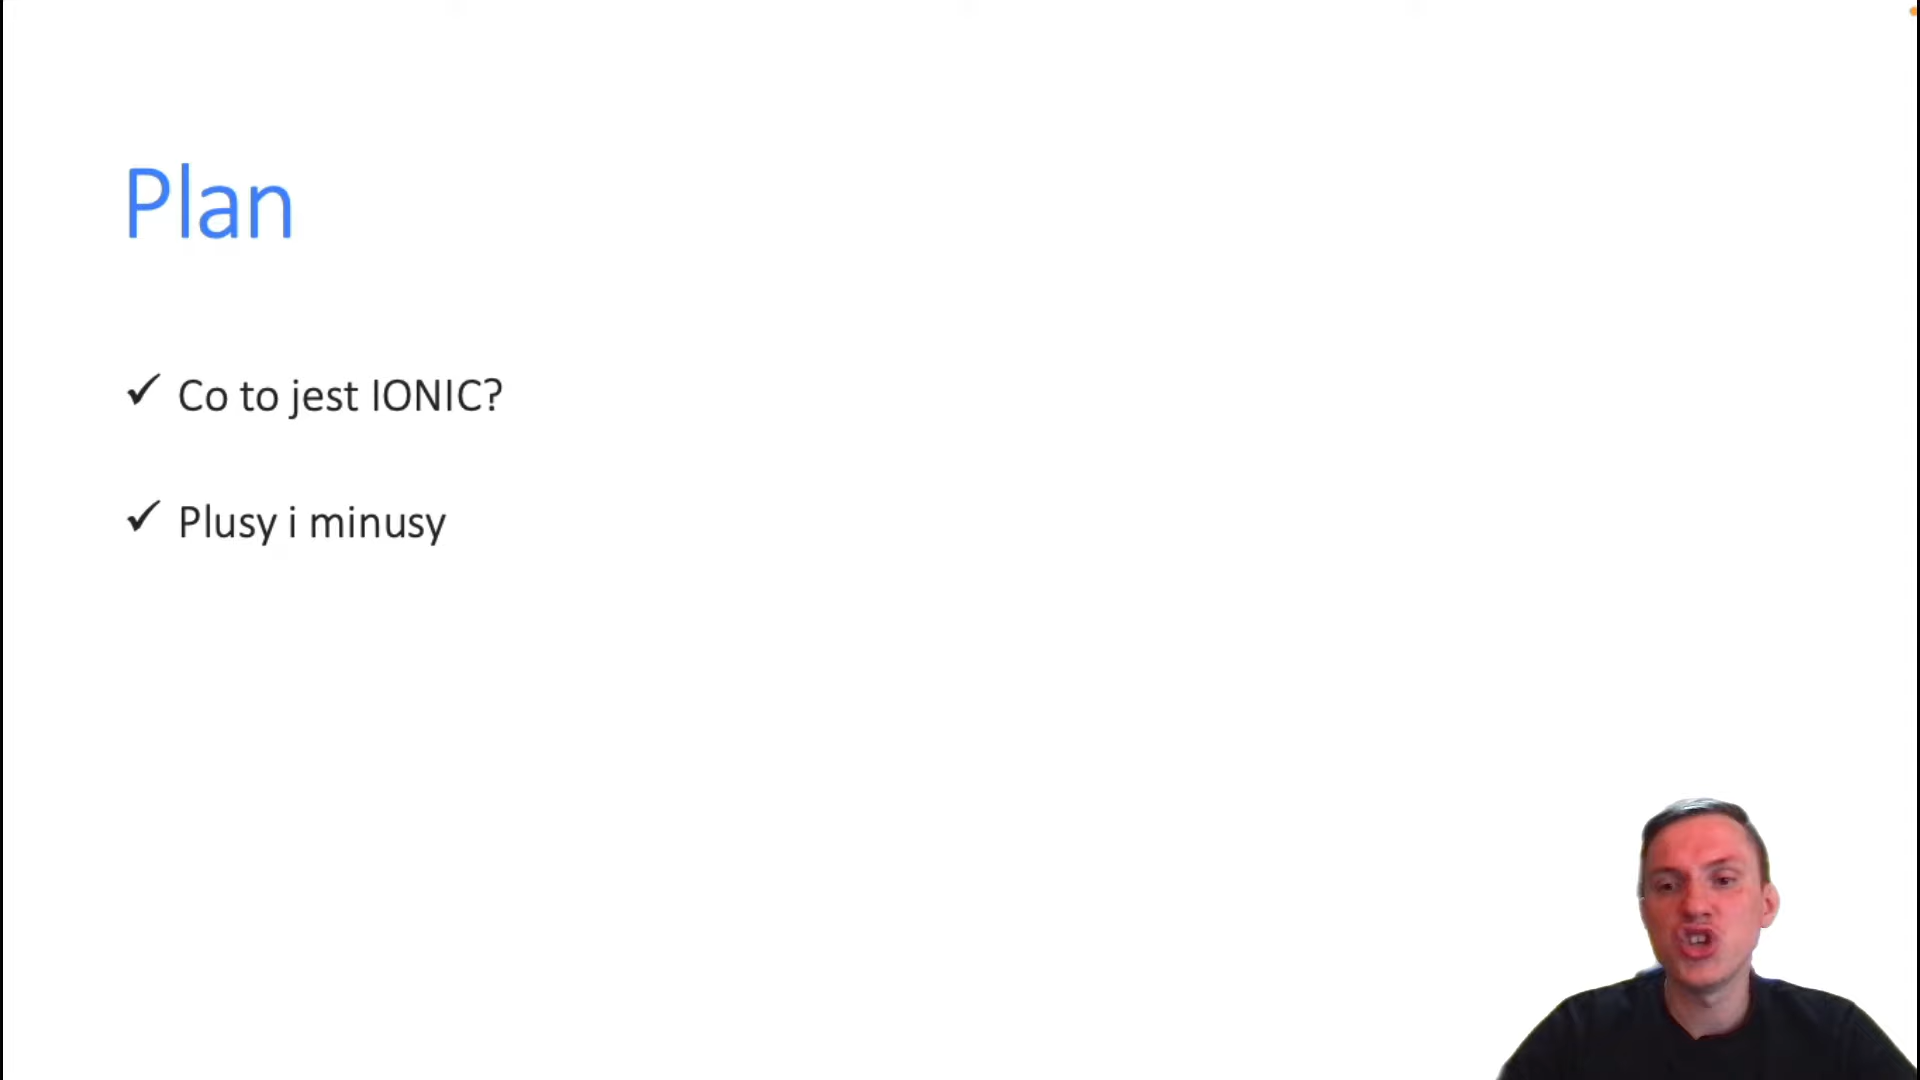 Plan
✓ Co to jest IONIC?
✓ Plusy i minusy